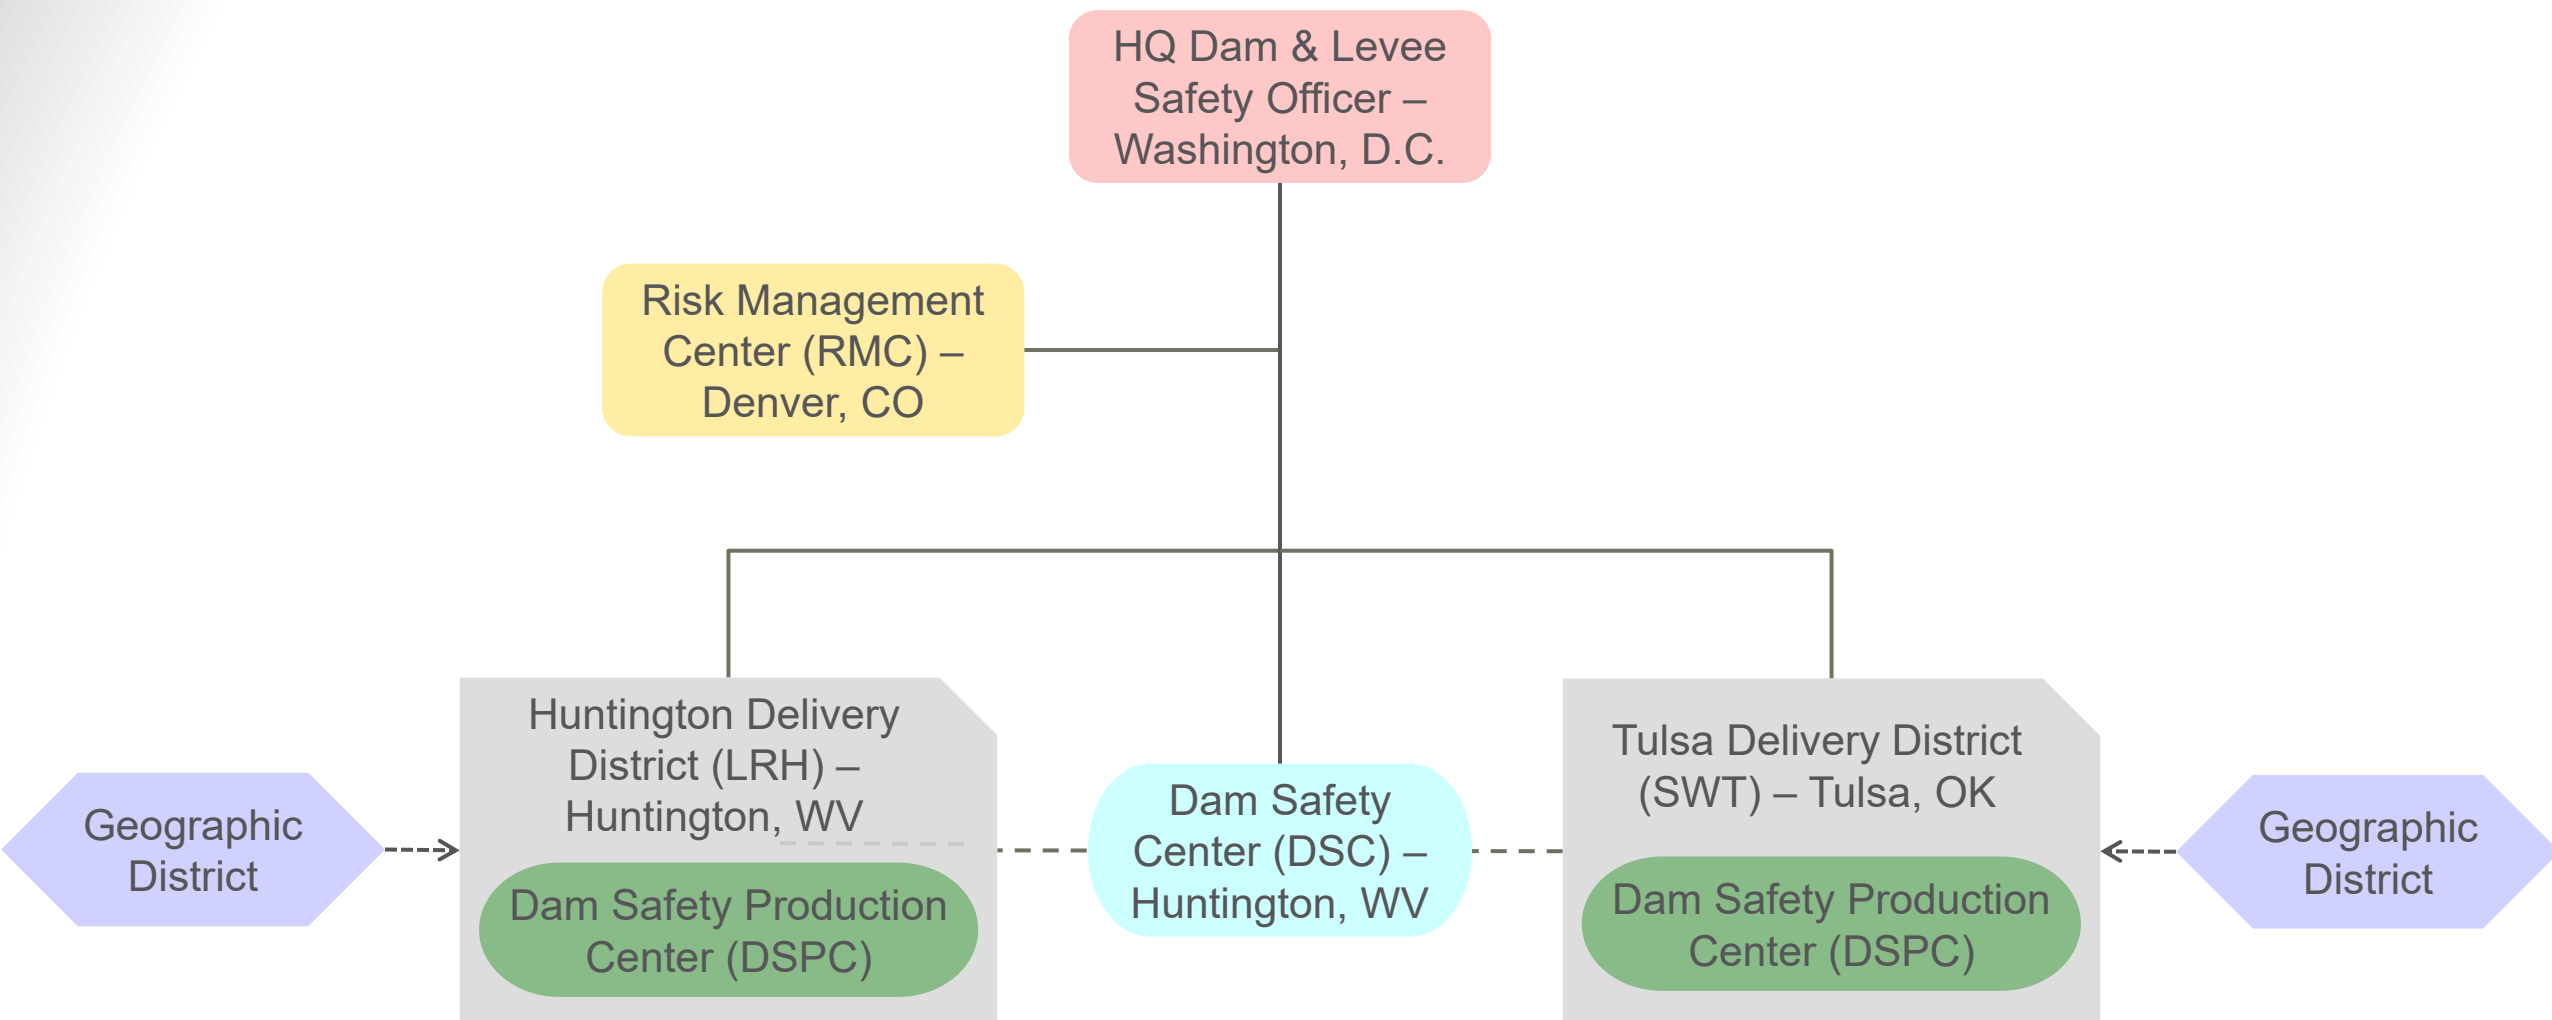 HQ Dam & Levee
Safety Officer –
Washington, D.C.
Risk Management
Center (RMC) –
Denver, CO
Huntington Delivery
District (LRH) –
Huntington, WV
Dam Safety Production
Center (DSPC)
Geographic
District
Dam Safety
Center (DSC) –
Huntington, WV
Tulsa Delivery District
(SWT) – Tulsa, OK
Dam Safety Production
Center (DSPC)
Geographic
District